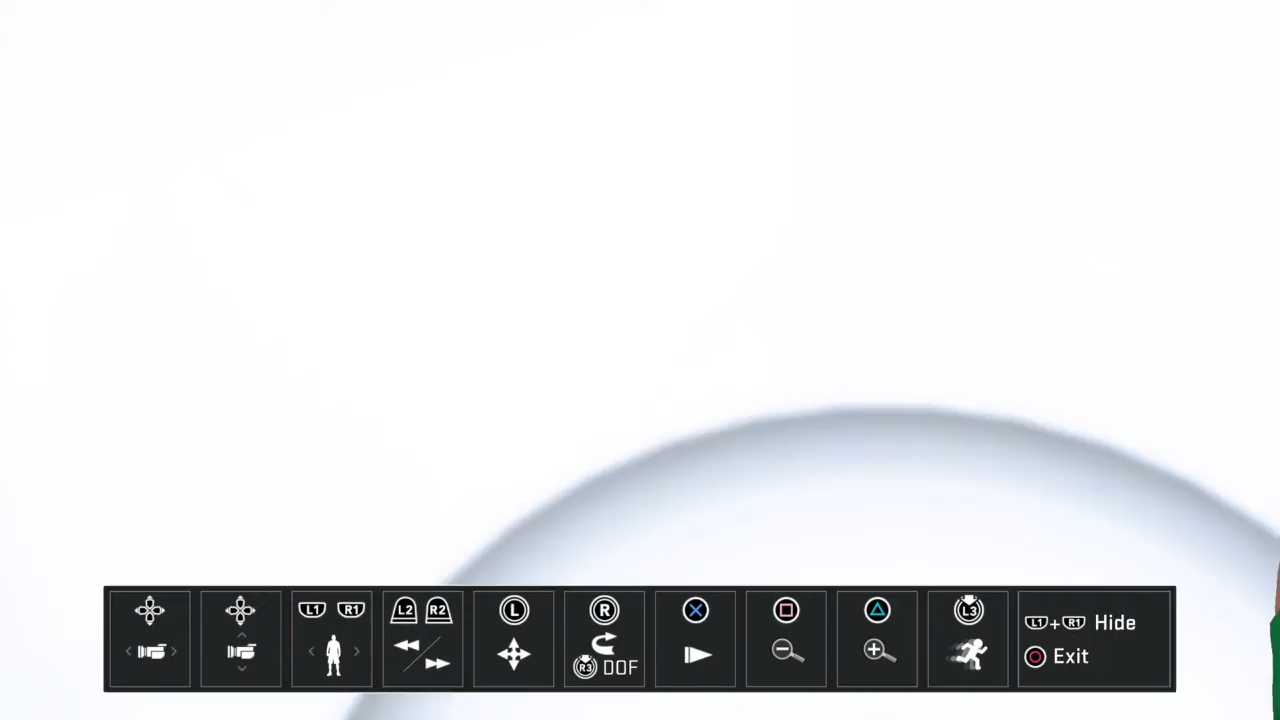 L1 R1
L2 R2
L
R
R3 DOF
L3
L1 + R1 Hide
Exit